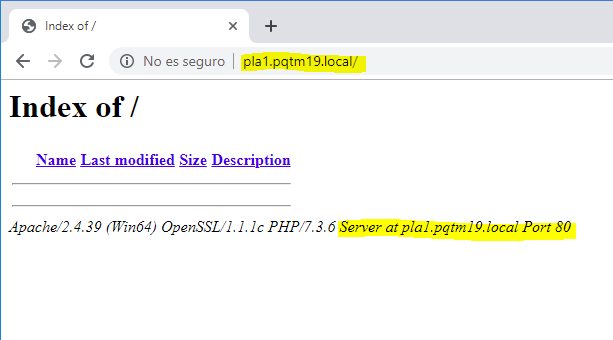 Index of /
No es seguro | pla1.pqtm19.local/
Index of /
Name Last modified Size Description
Apache/2.4.39 (Win64) OpenSSL/1.1.1c PHP/7.3.6 Server at pla1.pqtm19.local Port 80